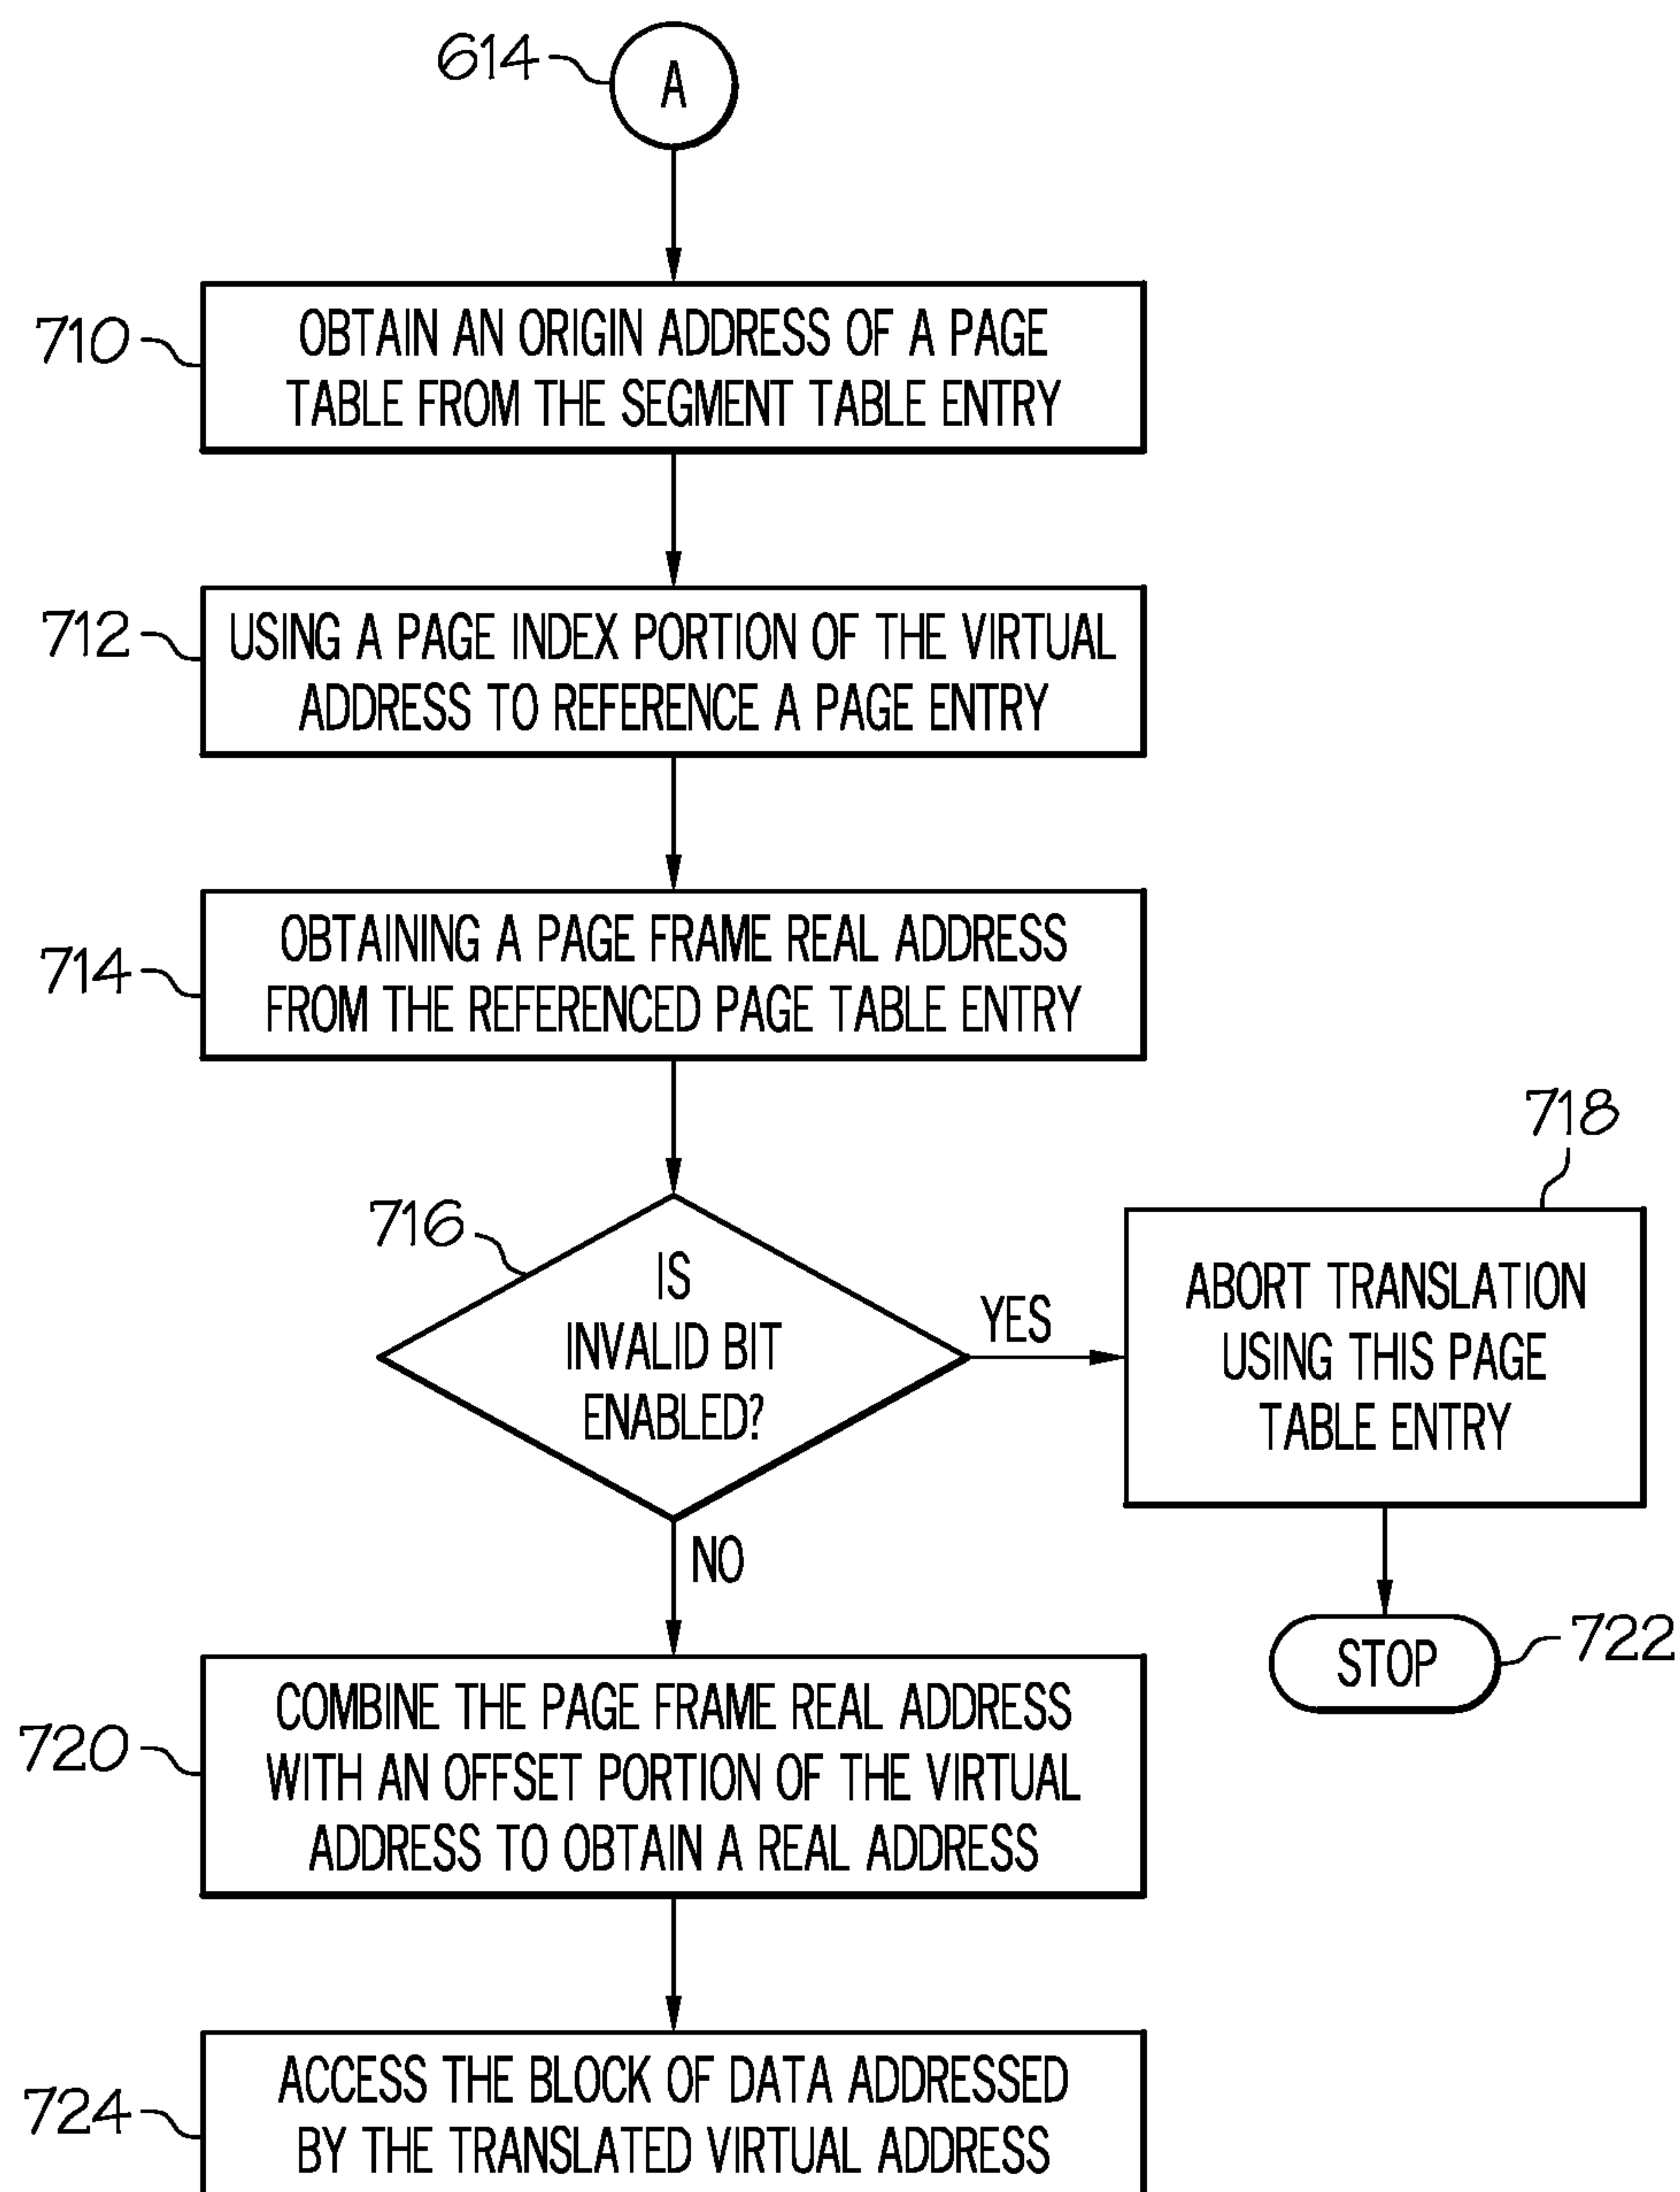 614
A
710
OBTAIN AN ORIGIN ADDRESS OF A PAGE
TABLE FROM THE SEGMENT TABLE ENTRY
712
USING A PAGE INDEX PORTION OF THE VIRTUAL
ADDRESS TO REFERENCE A PAGE ENTRY
714
OBTAINING A PAGE FRAME REAL ADDRESS
FROM THE REFERENCED PAGE TABLE ENTRY
716
IS
INVALID BIT
ENABLED?
YES
718
ABORT TRANSLATION
USING THIS PAGE
TABLE ENTRY
NO
STOP
722
720
COMBINE THE PAGE FRAME REAL ADDRESS
WITH AN OFFSET PORTION OF THE VIRTUAL
ADDRESS TO OBTAIN A REAL ADDRESS
724
ACCESS THE BLOCK OF DATA ADDRESSED
BY THE TRANSLATED VIRTUAL ADDRESS